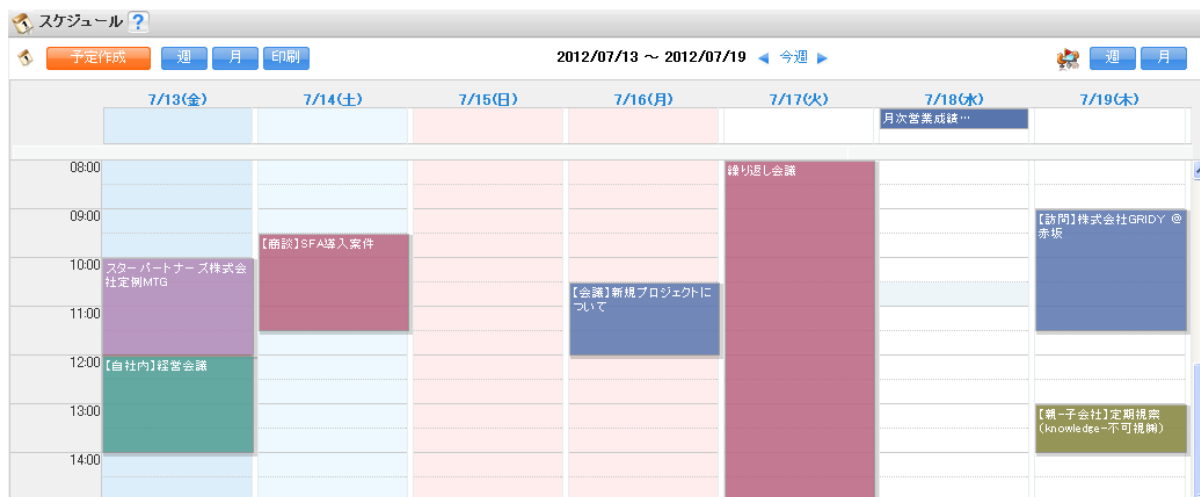 スケジュール ?
予定作成 週 月 印刷 2012/07/13 ～ 2012/07/19 ◀ 今週 ▶ 週 月
7/13(金) 7/14(土) 7/15(日) 7/16(月) 7/17(火) 7/18(水) 7/19(木)
月次営業成績…
08:00
繰り返し会議
09:00
【訪問】株式会社GRIDY @
赤坂
【商談】SFA導入案件
10:00
スターパートナーズ株式会
社定例MTG
【会議】新規プロジェクトに
ついて
11:00
12:00
【自社内】経営会議
13:00
【親-子会社】定期視察
(knowledge-不可視㈱)
14:00